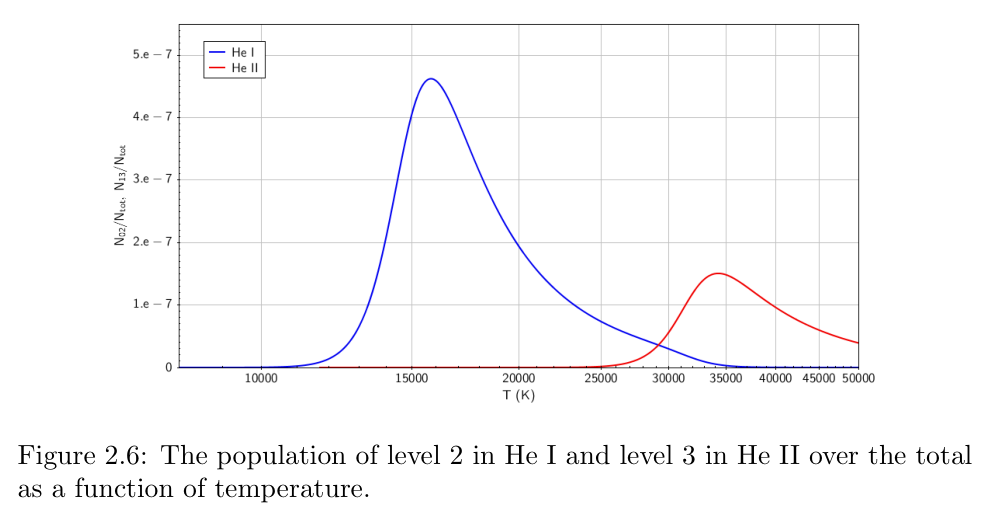 5.e − 7
4.e − 7
3.e − 7
2.e − 7
1.e − 7
0
N₀₂/Nₜₒₜ, N₁₃/Nₜₒₜ
He I
He II
10000 15000 20000 25000 30000 35000 40000 45000 50000
T (K)
Figure 2.6: The population of level 2 in He I and level 3 in He II over the total
as a function of temperature.